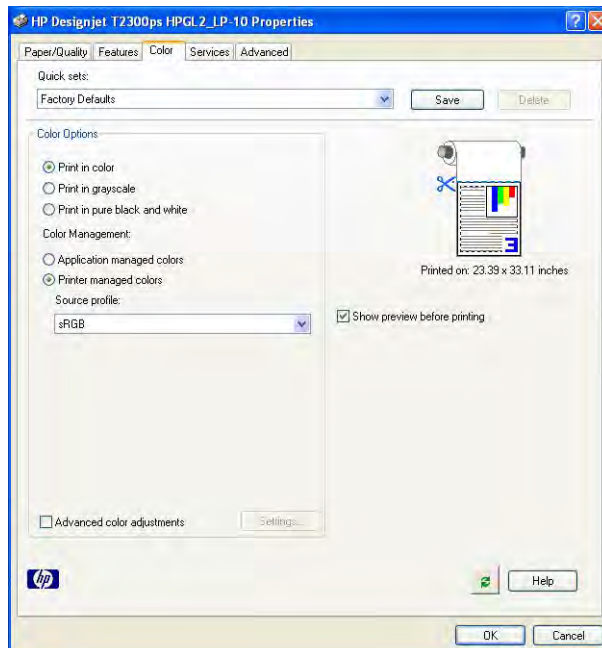 HP Designjet T2300ps HPGL2_LP-10 Properties
Paper/Quality Features Color Services Advanced
Quick sets:
Factory Defaults
Save
Delete
Color Options
Print in color
Print in grayscale
Print in pure black and white
Color Management:
Application managed colors
Printer managed colors
Source profile:
sRGB
Printed on: 23.39 x 33.11 inches
Show preview before printing
Advanced color adjustments
Settings...
hp
Help
OK
Cancel